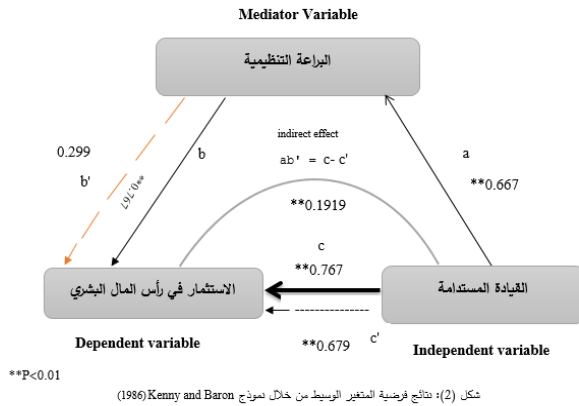 Mediator Variable
البراعة التنظيمية
indirect effect
ab' = c- c'
**0.1919
a
**0.667
b
**0.767
0.299
b'
c
**0.767
الاستثمار في رأس المال البشري
القيادة المستدامة
**0.679
c'
Dependent variable
Independent variable
**P<0.01
شكل (2): نتائج فرضية المتغير الوسيط من خلال نموذج Kenny and Baron (1986)